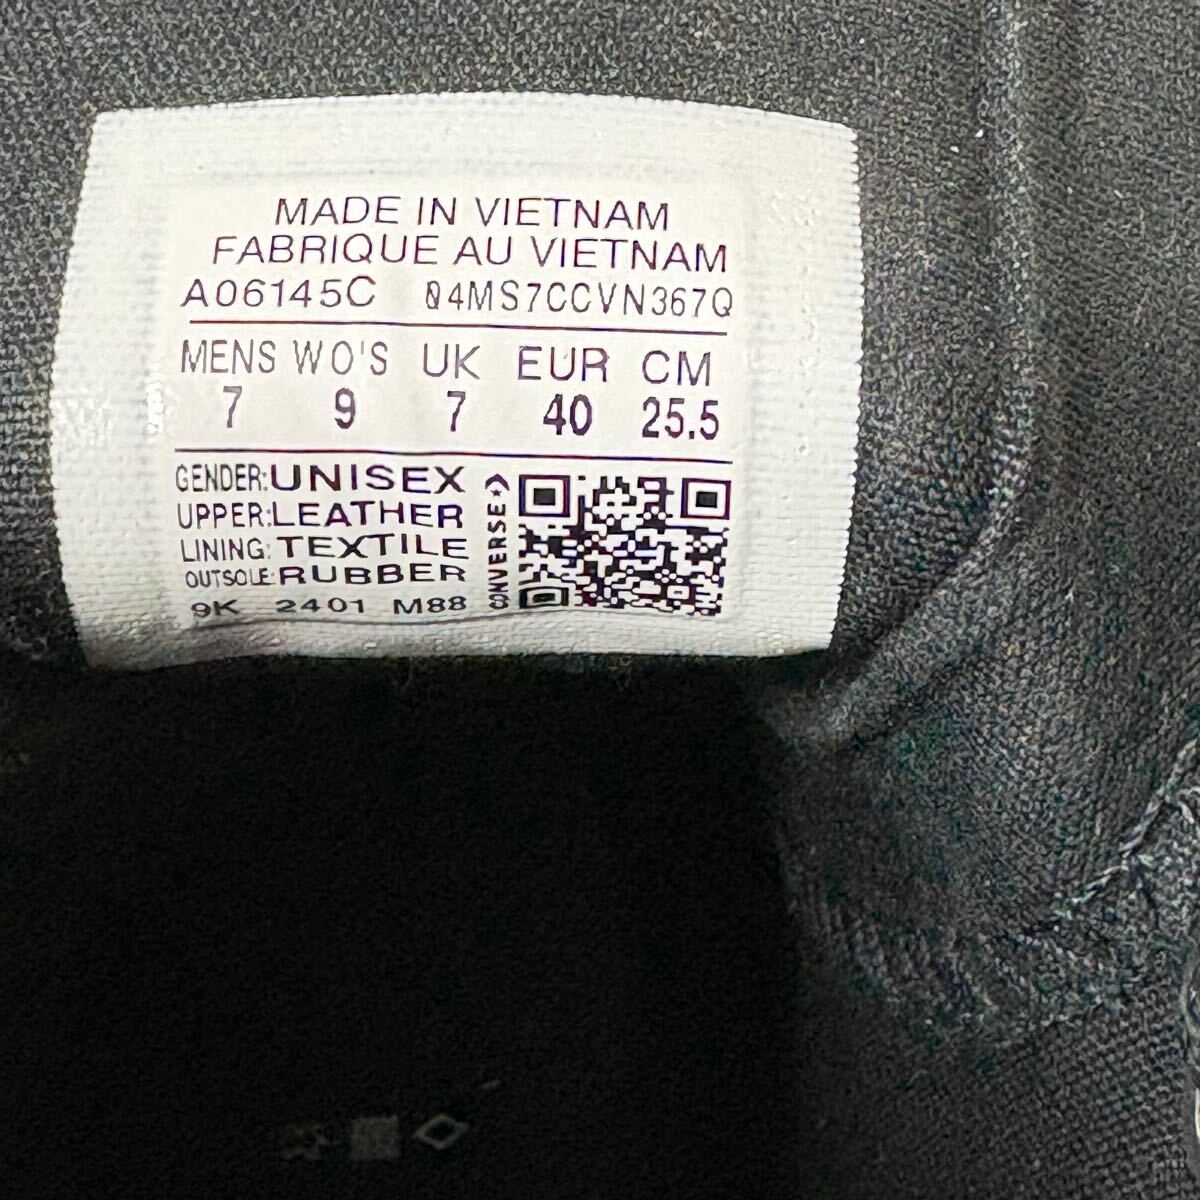 MADE IN VIETNAM
FABRIQUE AU VIETNAM
A06145C 04MS7CCVN367Q
MENS WO'S UK EUR CM
7 9 7 40 25.5
GENDER:UNISEX
UPPER:LEATHER
LINING:TEXTILE
OUTSOLE:RUBBER
9K 2401 M88
CONVERSE